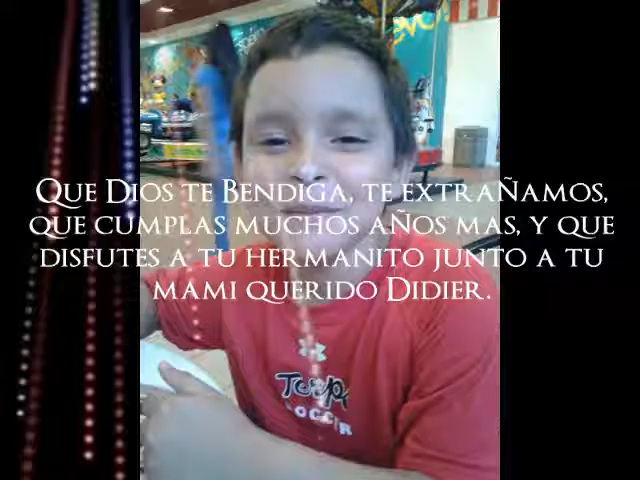 Que Dios te Bendiga, te extrañamos,
que cumplas muchos años mas, y que
disfutes a tu hermanito junto a tu
mami querido Didier.
SOCCER